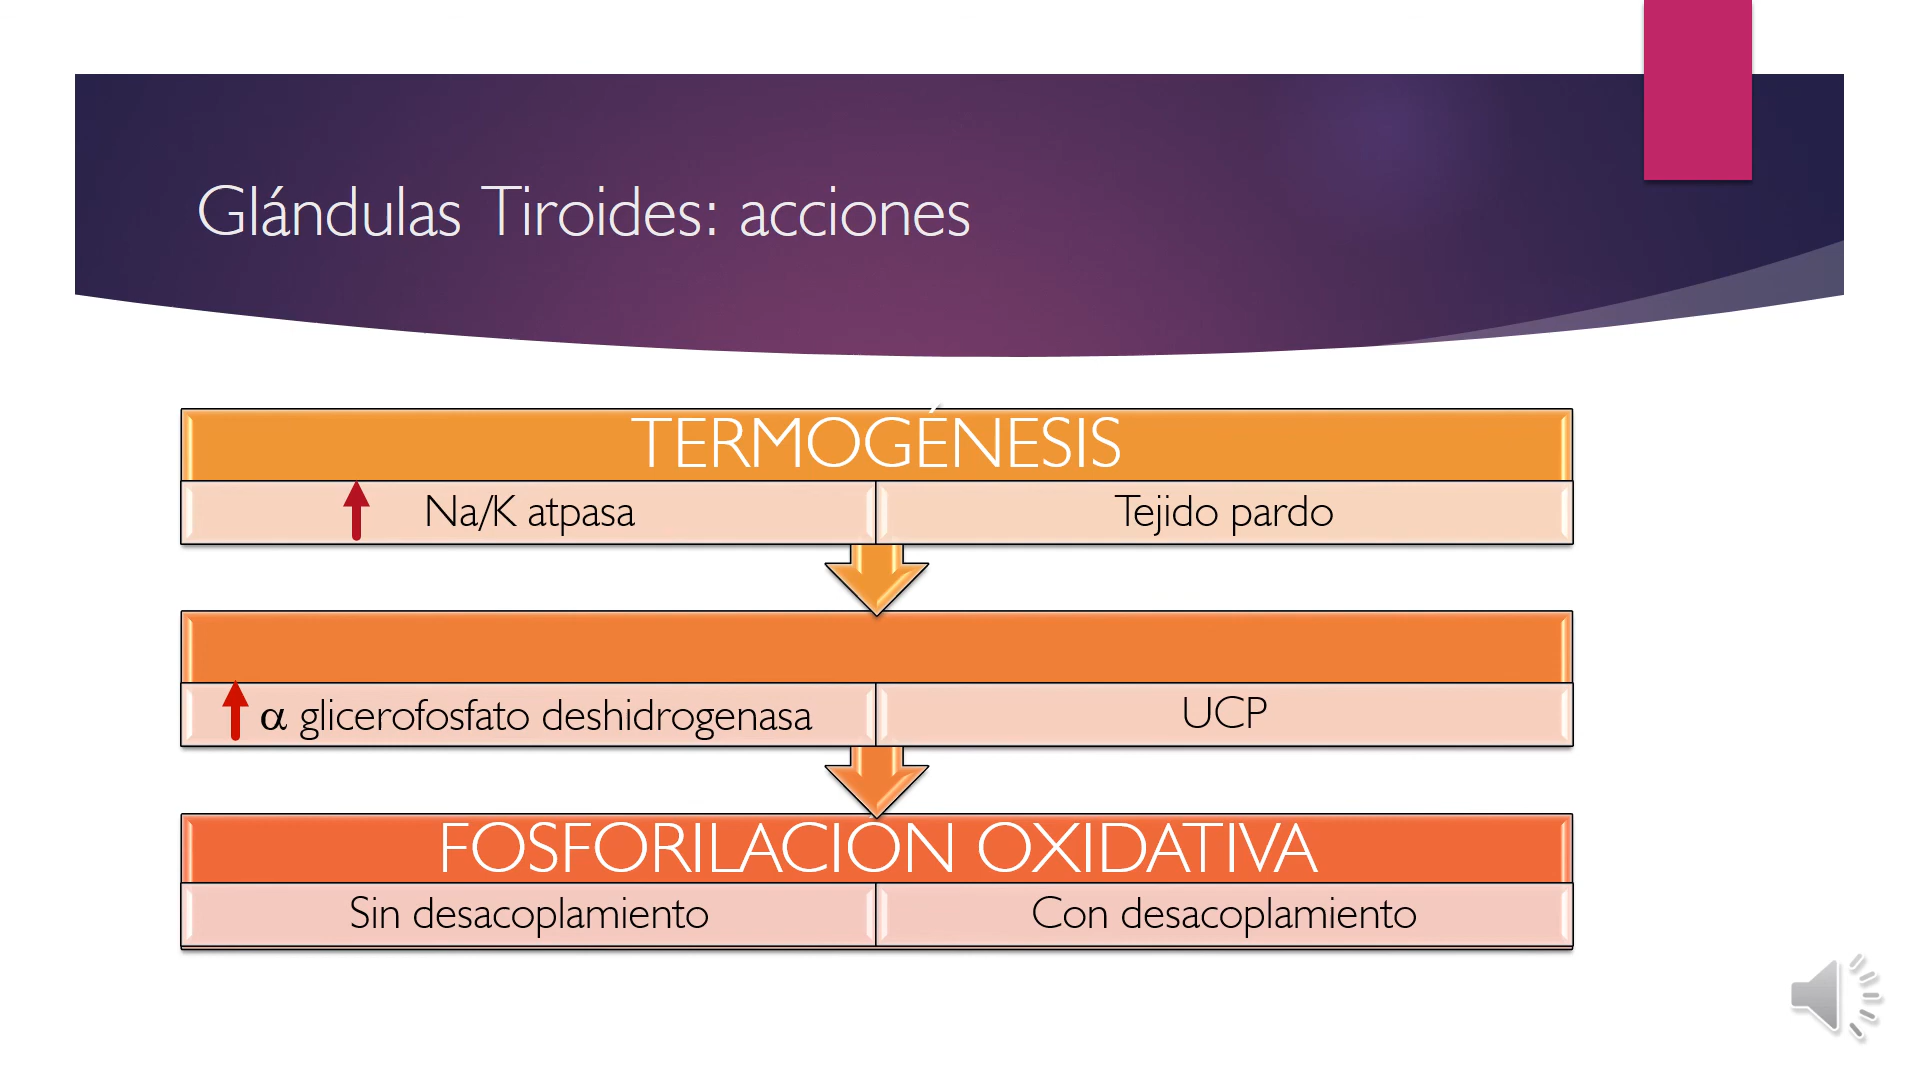 Glándulas Tiroides: acciones
TERMOGÉNESIS
Na/K atpasa
Tejido pardo
α glicerofosfato deshidrogenasa
UCP
FOSFORILACION OXIDATIVA
Sin desacoplamiento
Con desacoplamiento